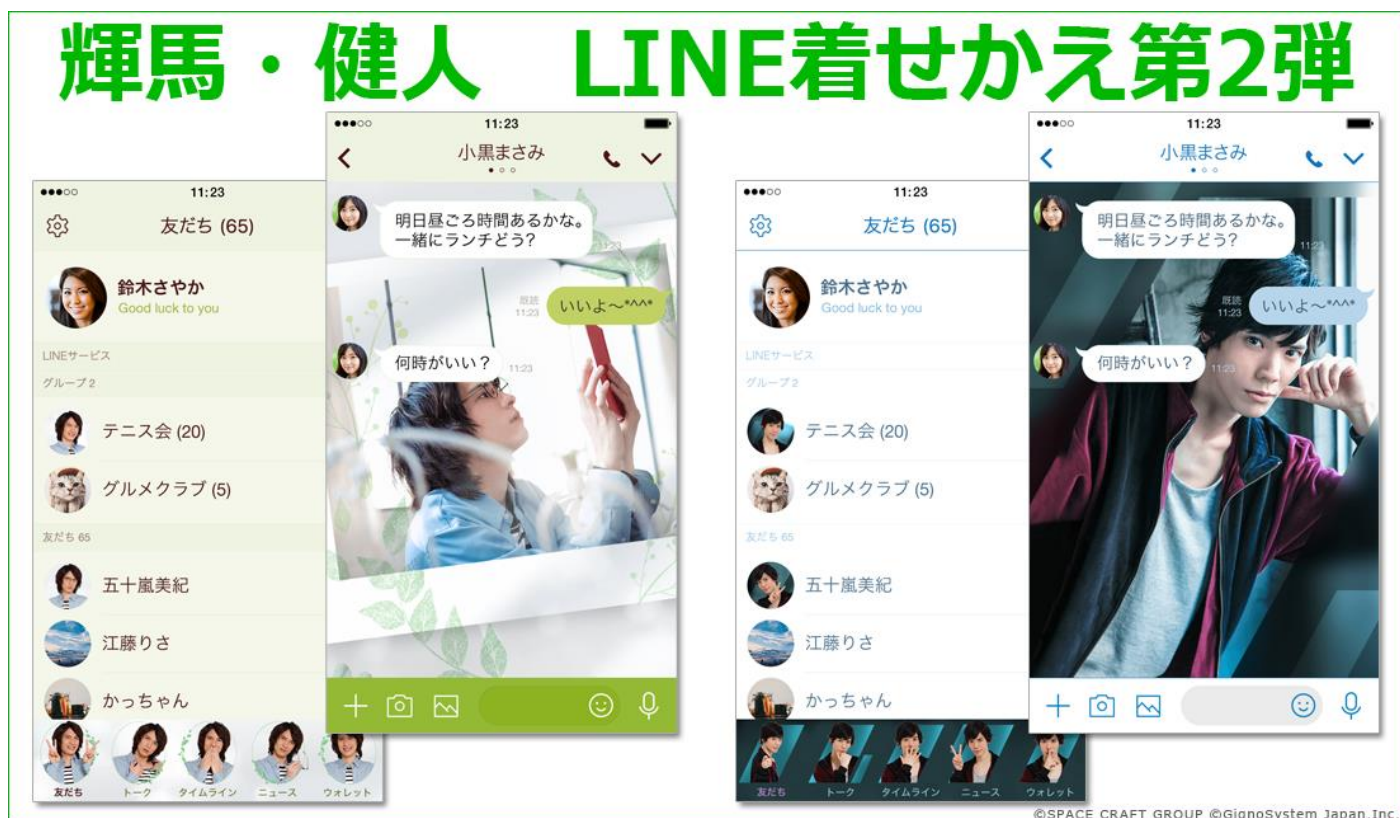 輝馬・健人　LINE着せかえ第2弾
11:23
友だち (65)
鈴木さやか
Good luck to you
LINEサービス
グループ 2
テニス会 (20)
グルメクラブ (5)
友だち 65
五十嵐美紀
江藤りさ
かっちゃん
友だち
トーク
タイムライン
ニュース
ウォレット
11:23
小黒まさみ
明日昼ごろ時間あるかな。
一緒にランチどう?
11:23
既読
11:23
いいよ〜*^^*
何時がいい？
11:23
11:23
友だち (65)
鈴木さやか
Good luck to you
LINEサービス
グループ 2
テニス会 (20)
グルメクラブ (5)
友だち 65
五十嵐美紀
江藤りさ
かっちゃん
友だち
トーク
タイムライン
ニュース
ウォレット
11:23
小黒まさみ
明日昼ごろ時間あるかな。
一緒にランチどう?
11:23
既読
11:23
いいよ〜*^^*
何時がいい？
11:23
©SPACE CRAFT GROUP ©GignoSystem Japan,Inc.